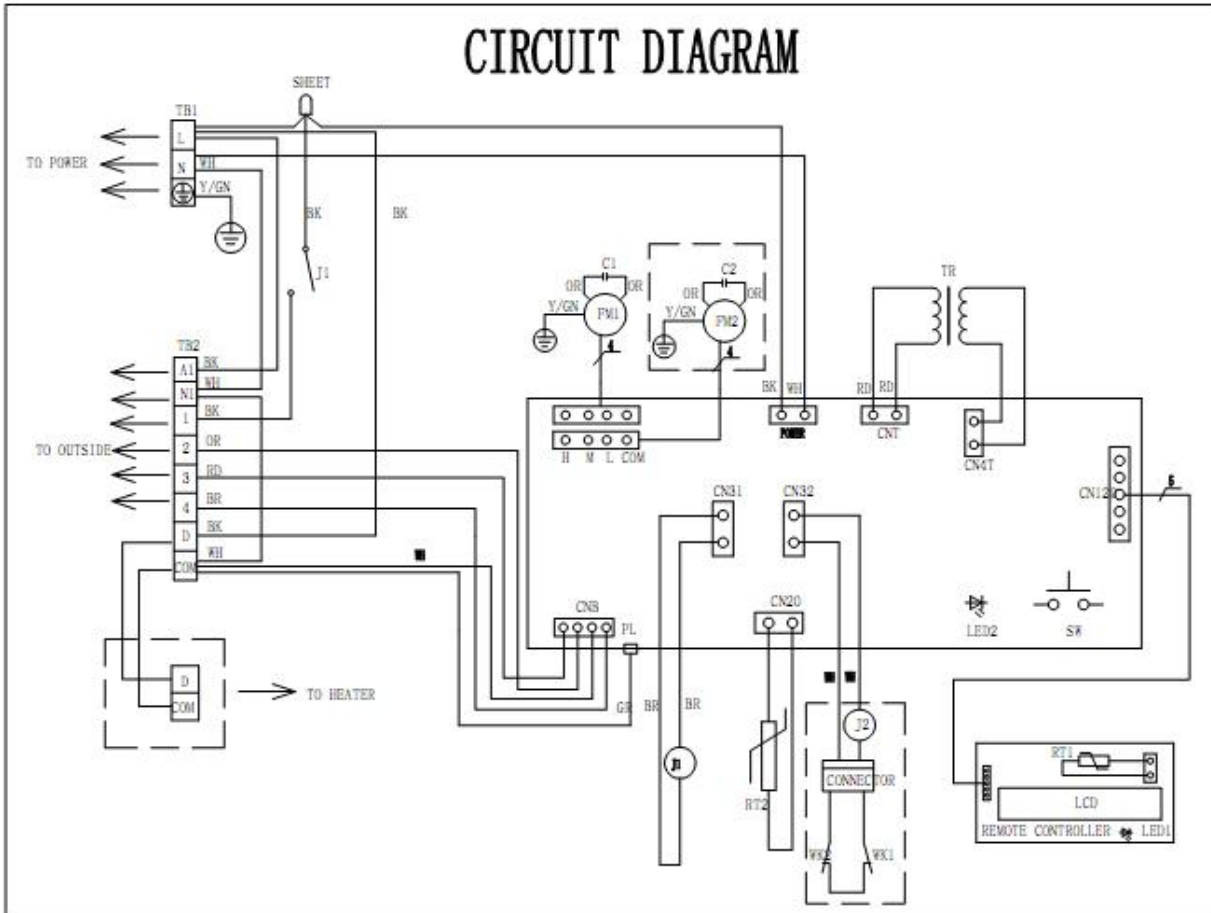 CIRCUIT DIAGRAM
SHEET
TB1
L
TO POWER
N
WH
Y/GN
BK
BK
J1
C1
OR
OR
Y/GN
FM1
4
C2
OR
OR
Y/GN
FM2
4
TR
TB2
A1
BK
N1
WH
1
BK
TO OUTSIDE
2
OR
3
RD
4
BR
D
BK
COM
WH
BK
WH
POWER
RD
RD
CNT
CN4T
H M L COM
CN31
CN32
CN8
PL
CN20
LED2
SW
5
D
COM
TO HEATER
GR
BR
BR
RT2
J2
CONNECTOR
WK2
WK1
RT1
LCD
REMOTE CONTROLLER
LED1